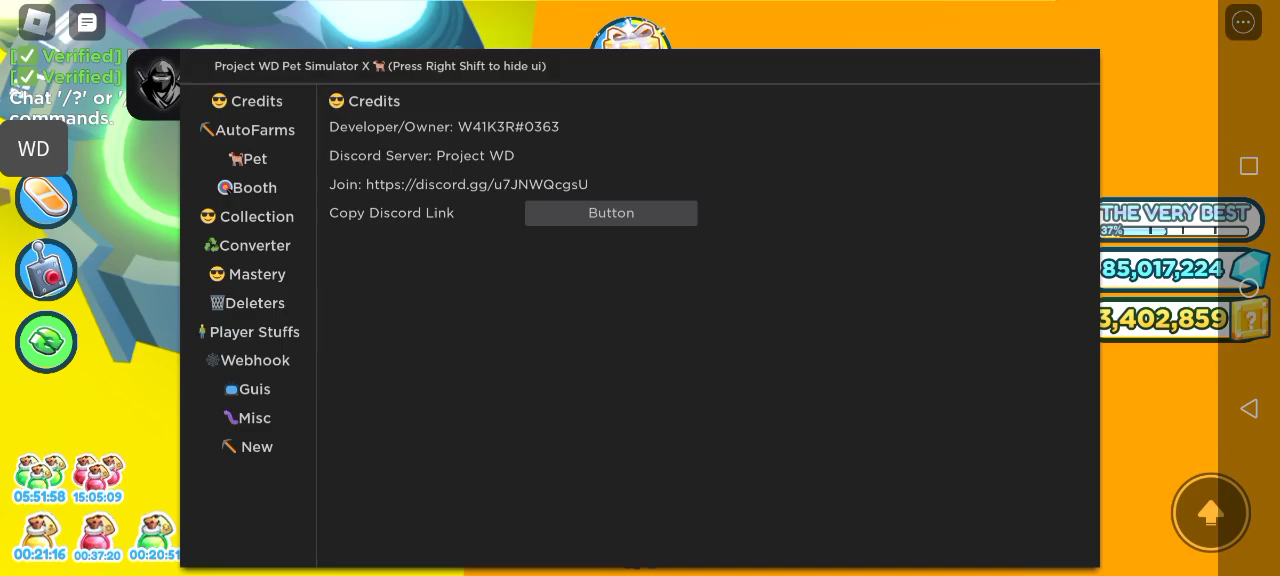 [✓ Verified] [
[✓ Verified]
Chat '/?' or '/
commands.
WD
Project WD Pet Simulator X 🐕(Press Right Shift to hide ui)
😎 Credits
⛏️AutoFarms
🐕Pet
🎯Booth
😎 Collection
♻️Converter
😎 Mastery
🗑️Deleters
🧍Player Stuffs
🕸️Webhook
🧼Guis
🪱Misc
⛏️ New
😎 Credits
Developer/Owner: W41K3R#0363
Discord Server: Project WD
Join: https://discord.gg/u7JNWQcgsU
Copy Discord Link
Button
THE VERY BEST
37%
85,017,224
3,402,859
?
05:51:58
15:05:09
00:21:16
00:37:20
00:20:51